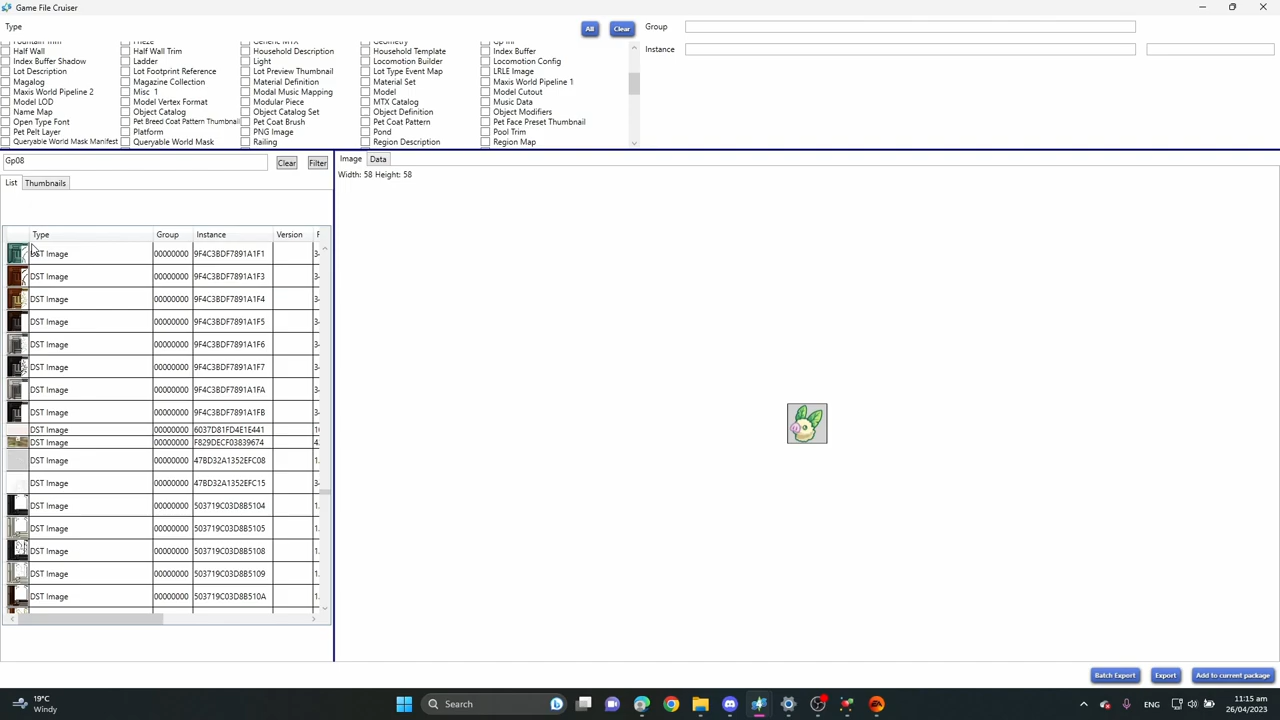 Game File Cruiser
Type All Clear Group
Half Wall Half Wall Trim Household Description Household Template Index Buffer Instance
Index Buffer Shadow Ladder Light Locomotion Builder Locomotion Config
Lot Description Lot Footprint Reference Lot Preview Thumbnail Lot Type Event Map LRLE Image
Magalog Magazine Collection Material Definition Material Set Maxis World Pipeline 1
Maxis World Pipeline 2 Misc 1 Modal Music Mapping Model Model Cutout
Model LOD Model Vertex Format Modular Piece MTX Catalog Music Data
Name Map Object Catalog Object Catalog Set Object Definition Object Modifiers
Open Type Font Pet Breed Coat Pattern Thumbnail Pet Coat Brush Pet Coat Pattern Pet Face Preset Thumbnail
Pet Pelt Layer Platform PNG Image Pond Pool Trim
Queryable World Mask Manifest Queryable World Mask Railing Region Description Region Map
Gp08 Clear Filter
Image Data
Width: 58 Height: 58
List Thumbnails
Type Group Instance Version
DST Image 00000000 9F4C3BDF7891A1F1
DST Image 00000000 9F4C3BDF7891A1F3
DST Image 00000000 9F4C3BDF7891A1F4
DST Image 00000000 9F4C3BDF7891A1F5
DST Image 00000000 9F4C3BDF7891A1F6
DST Image 00000000 9F4C3BDF7891A1F7
DST Image 00000000 9F4C3BDF7891A1FA
DST Image 00000000 9F4C3BDF7891A1FB
DST Image 00000000 6037D81FD4E1E441
DST Image 00000000 F829DECF03839674
DST Image 00000000 47BD32A1352EFC08
DST Image 00000000 47BD32A1352EFC15
DST Image 00000000 503719C03D8B5104
DST Image 00000000 503719C03D8B5105
DST Image 00000000 503719C03D8B5108
DST Image 00000000 503719C03D8B5109
DST Image 00000000 503719C03D8B510A
Batch Export Export Add to current package
19°C
Windy
Search
ENG
11:15 am
26/04/2023